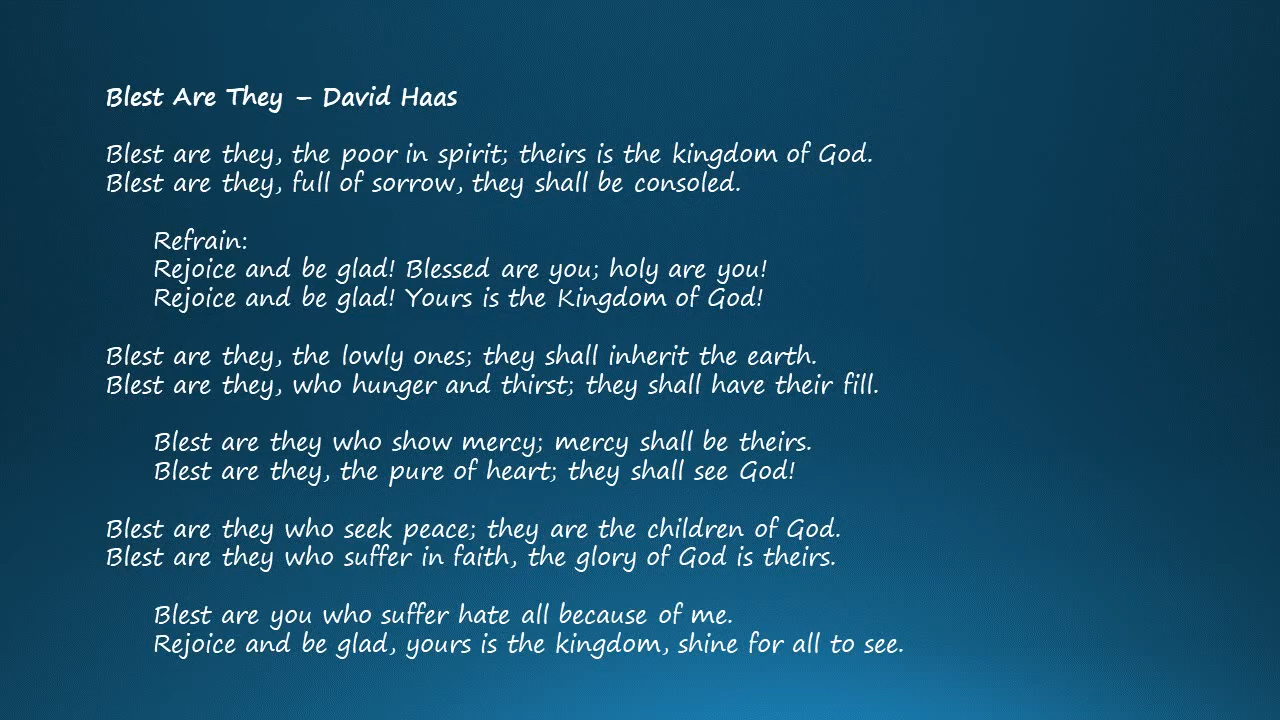 Blest Are They – David Haas
Blest are they, the poor in spirit; theirs is the kingdom of God.
Blest are they, full of sorrow, they shall be consoled.
Refrain:
Rejoice and be glad! Blessed are you; holy are you!
Rejoice and be glad! Yours is the Kingdom of God!
Blest are they, the lowly ones; they shall inherit the earth.
Blest are they, who hunger and thirst; they shall have their fill.
Blest are they who show mercy; mercy shall be theirs.
Blest are they, the pure of heart; they shall see God!
Blest are they who seek peace; they are the children of God.
Blest are they who suffer in faith, the glory of God is theirs.
Blest are you who suffer hate all because of me.
Rejoice and be glad, yours is the kingdom, shine for all to see.